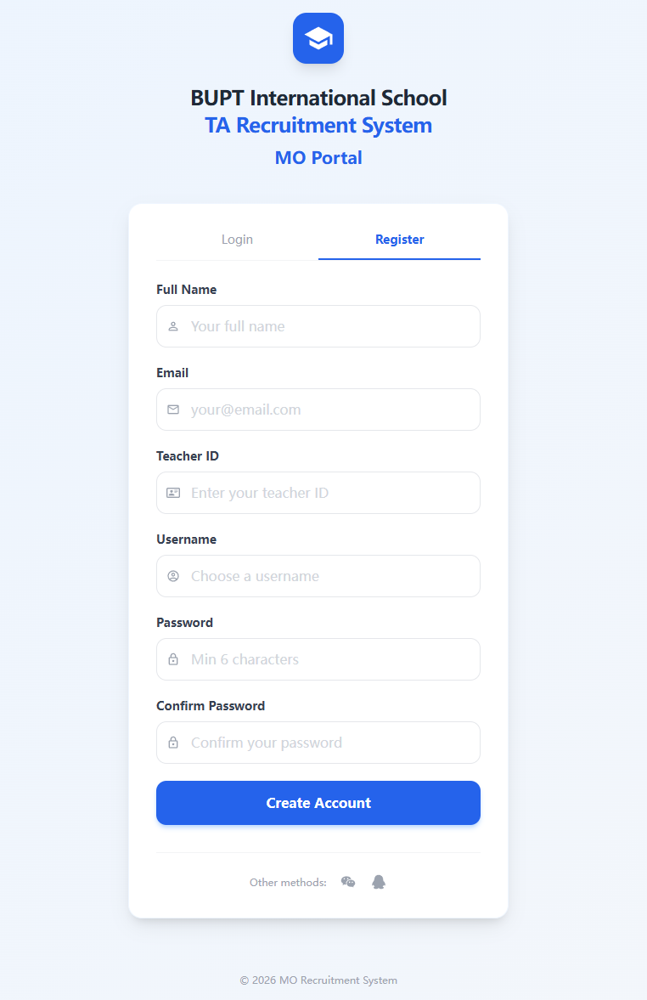 BUPT International School
TA Recruitment System
MO Portal
Login Register
Full Name
Your full name
Email
your@email.com
Teacher ID
Enter your teacher ID
Username
Choose a username
Password
Min 6 characters
Confirm Password
Confirm your password
Create Account
Other methods:
© 2026 MO Recruitment System